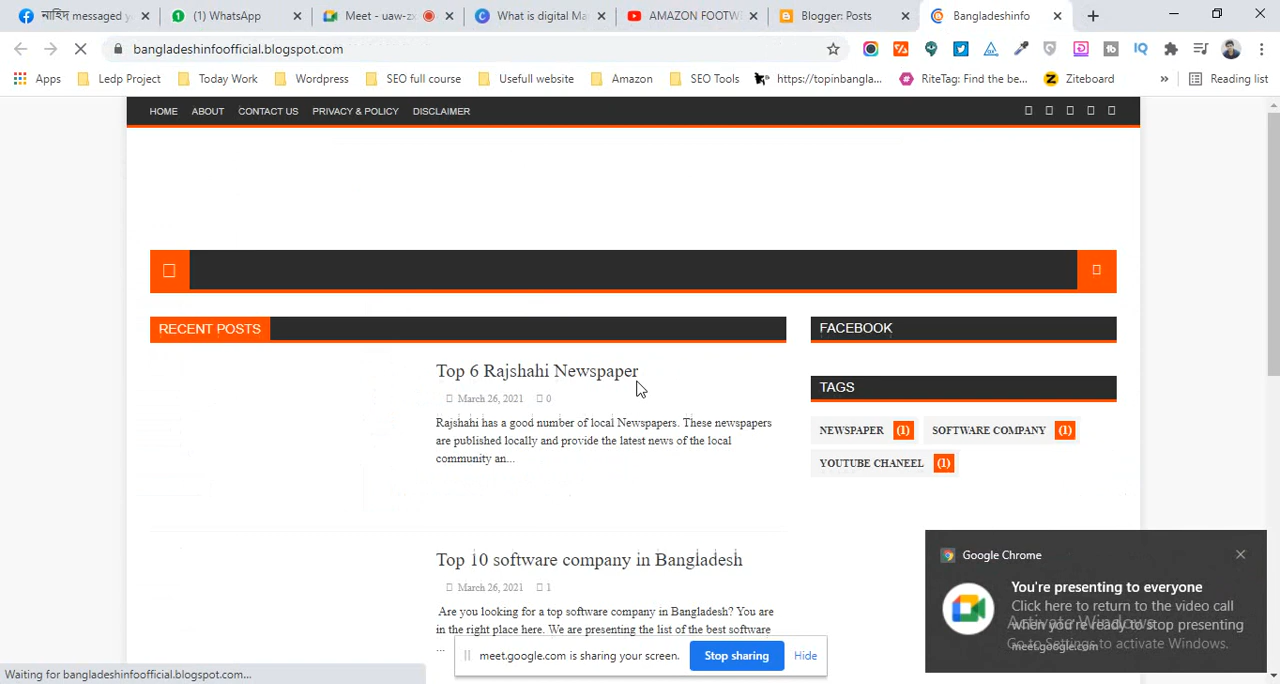 নাহিদ messaged y
(1) WhatsApp
Meet - uaw-zx
What is digital Ma
AMAZON FOOTW
Blogger: Posts
Bangladeshinfo
bangladeshinfoofficial.blogspot.com
IQ
Apps
Ledp Project
Today Work
Wordpress
SEO full course
Usefull website
Amazon
SEO Tools
https://topinbangla...
RiteTag: Find the be...
Ziteboard
»
Reading list
HOME
ABOUT
CONTACT US
PRIVACY & POLICY
DISCLAIMER
RECENT POSTS
Top 6 Rajshahi Newspaper
March 26, 2021
0
Rajshahi has a good number of local Newspapers. These newspapers
are published locally and provide the latest news of the local
community an...
Top 10 software company in Bangladesh
March 26, 2021
1
Are you looking for a top software company in Bangladesh? You are
in the right place here. We are presenting the list of the best software
...
FACEBOOK
TAGS
NEWSPAPER (1)
SOFTWARE COMPANY (1)
YOUTUBE CHANEEL (1)
Google Chrome
You're presenting to everyone
Click here to return to the video call
when you're ready to stop presenting
meet.google.com
Activate Windows
Go to Settings to activate Windows.
meet.google.com is sharing your screen.
Stop sharing
Hide
Waiting for bangladeshinfoofficial.blogspot.com...